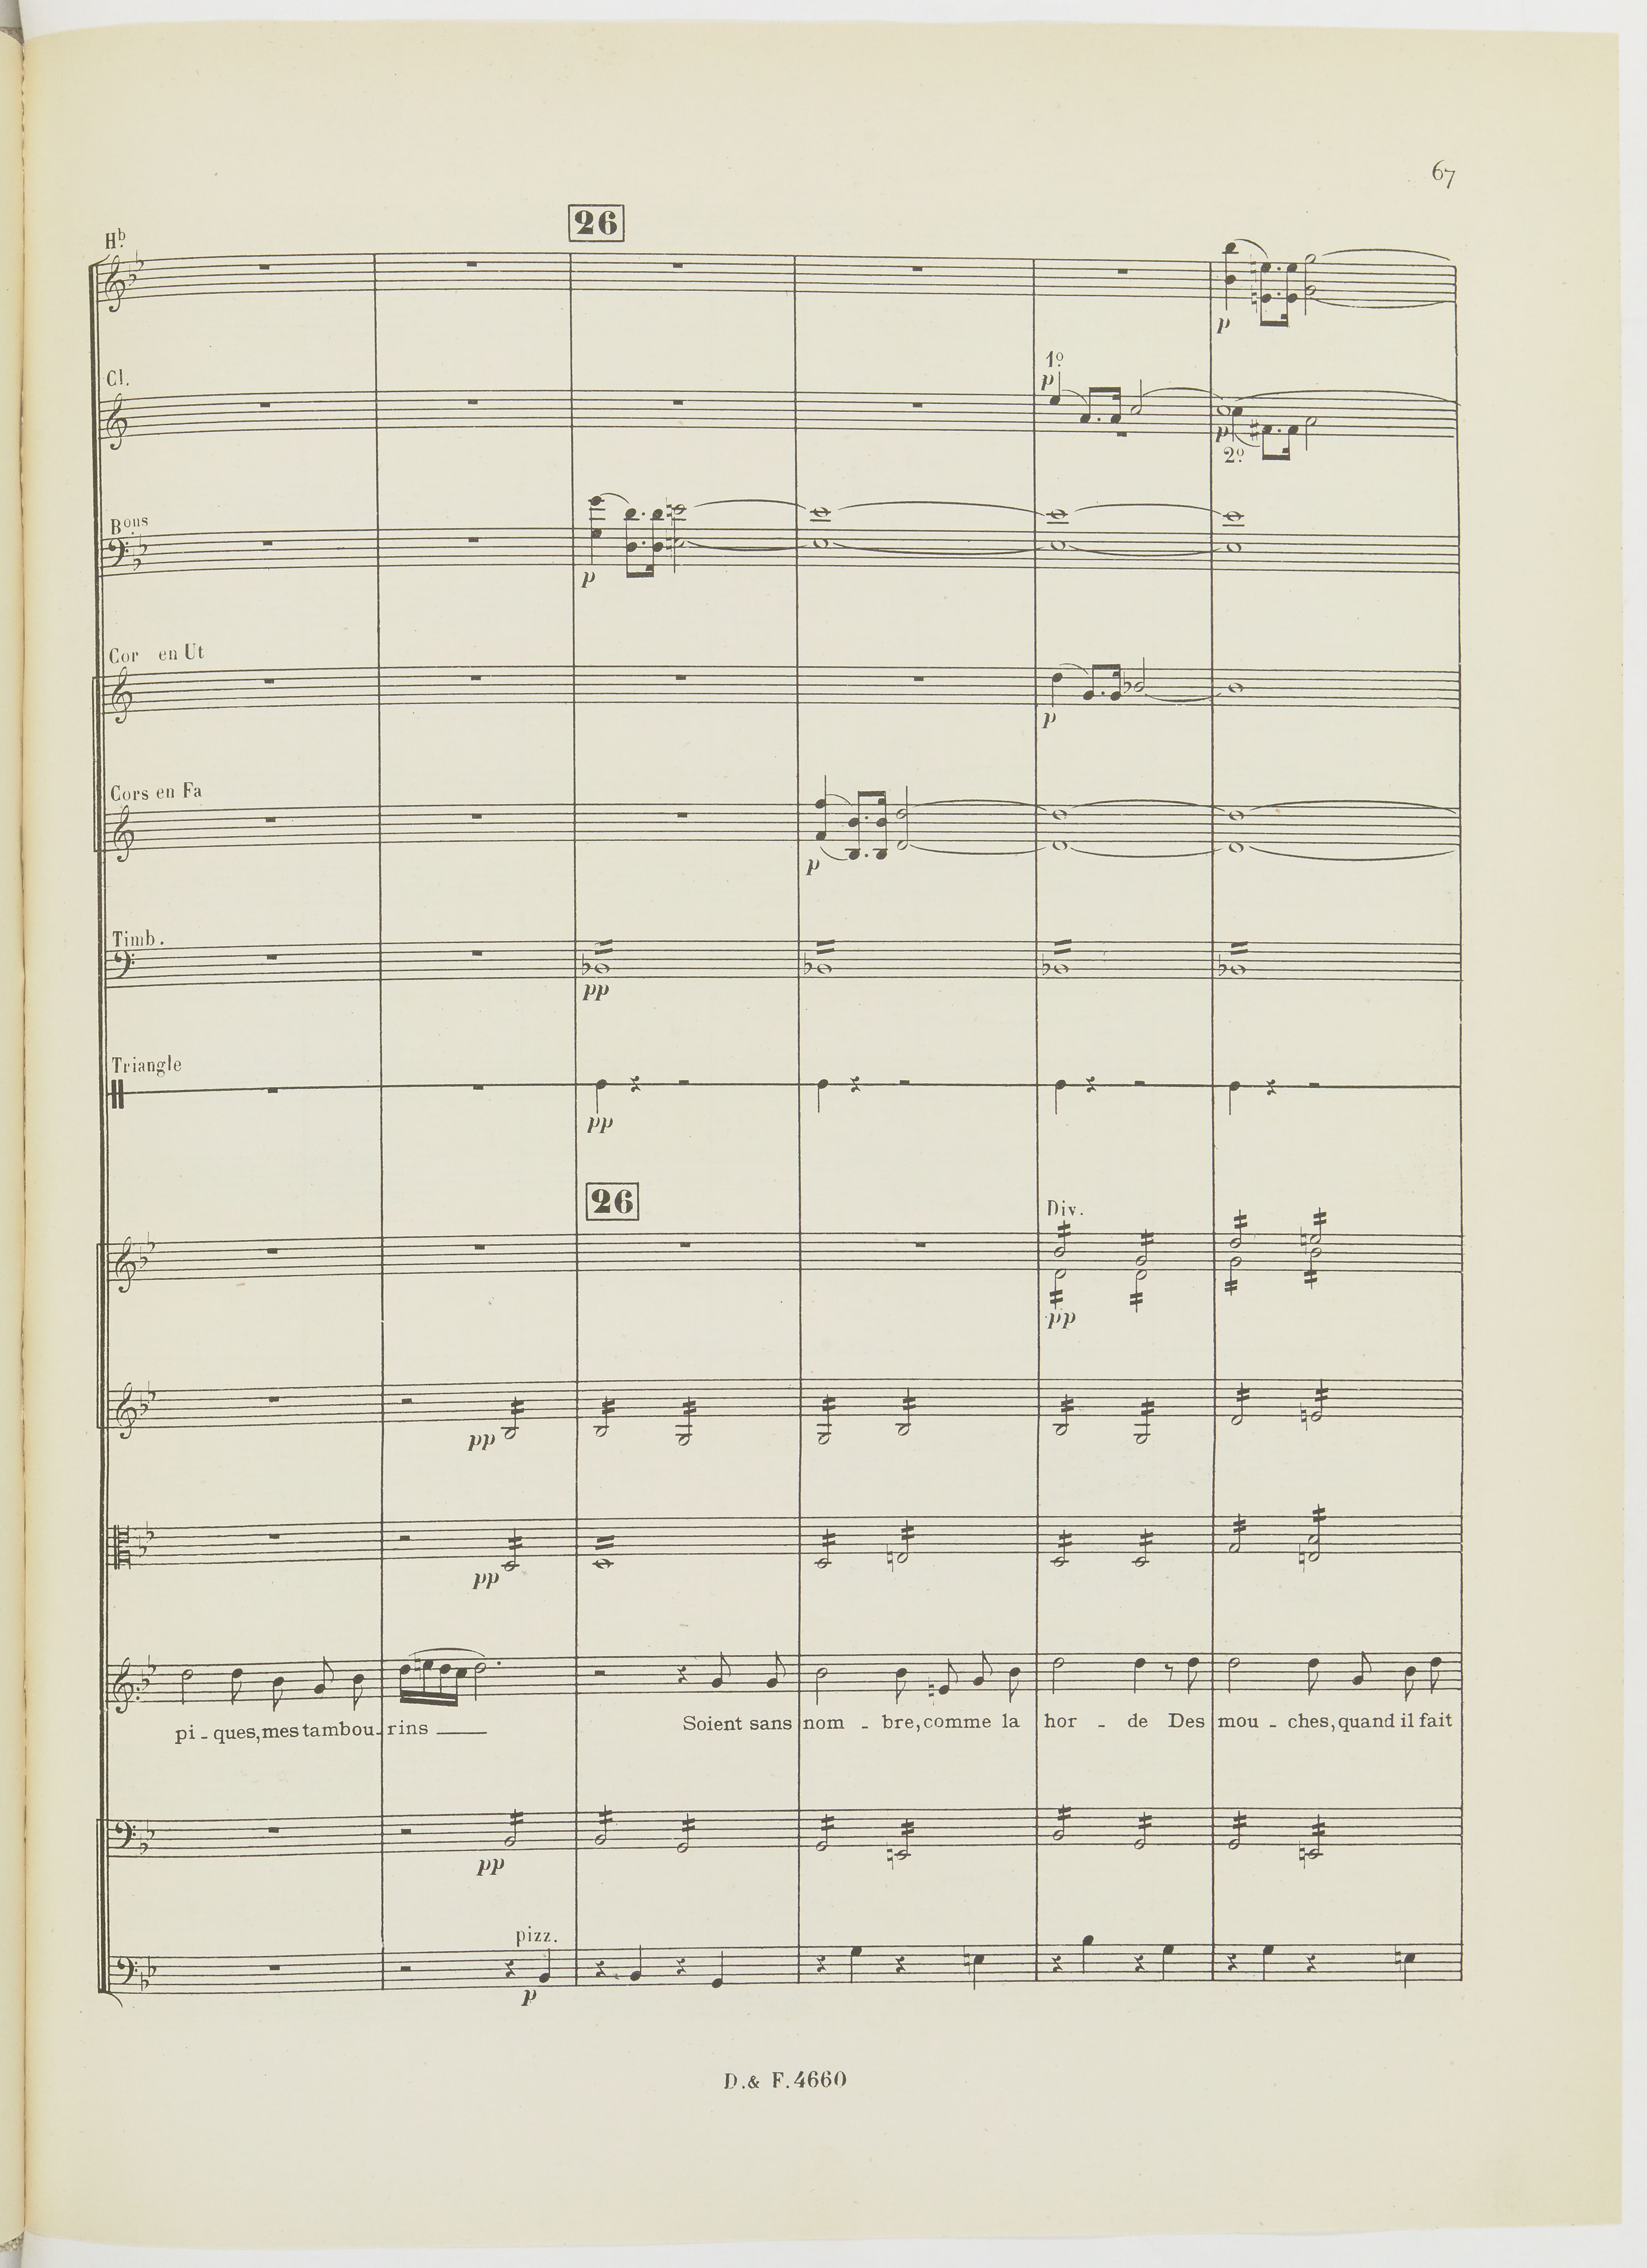 67
26
Hb.
1º
p
Cl.
p
p
2º
Bons
p
Cor en Ut
p
Cors en Fa
p
Timb.
pp
Triangle
pp
26
Div.
pp
pp
pp
pi - ques, mes tambou - rins Soient sans nom - bre, comme la hor - de Des mou - ches, quand il fait
pp
pizz.
p
D. & F. 4660